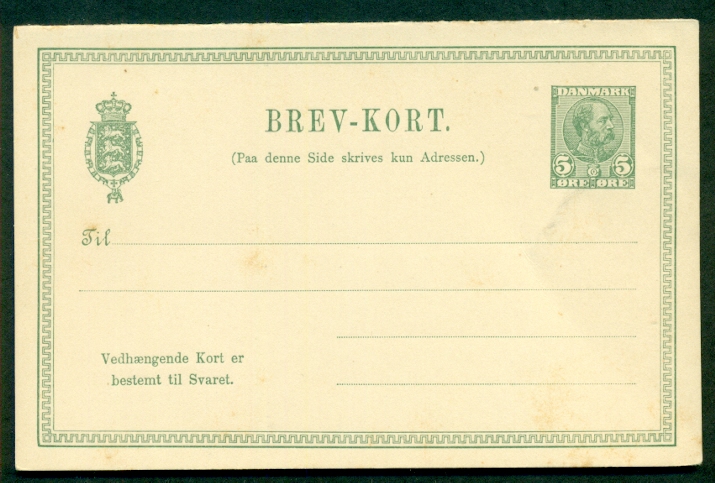 DANMARK
BREV-KORT.
(Paa denne Side skrives kun Adressen.)
5 5
ØRE ØRE
Til
Vedhængende Kort er
bestemt til Svaret.